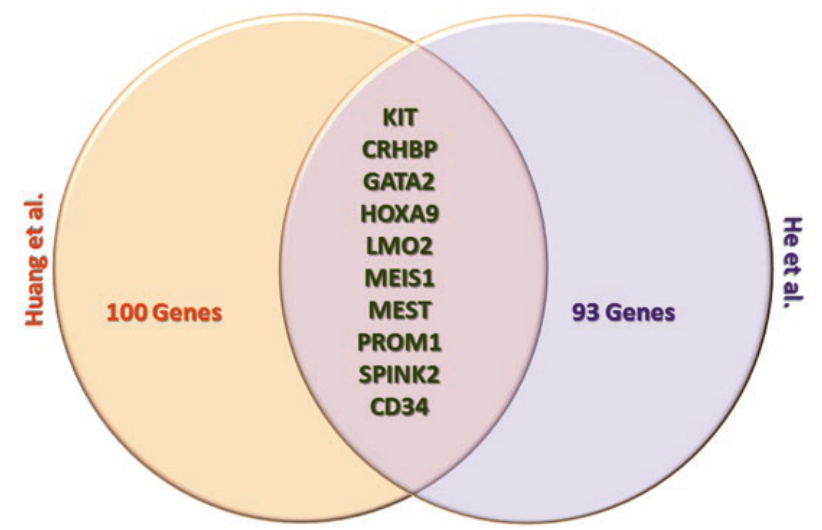 Huang et al.
100 Genes
KIT
CRHBP
GATA2
HOXA9
LMO2
MEIS1
MEST
PROM1
SPINK2
CD34
93 Genes
He et al.